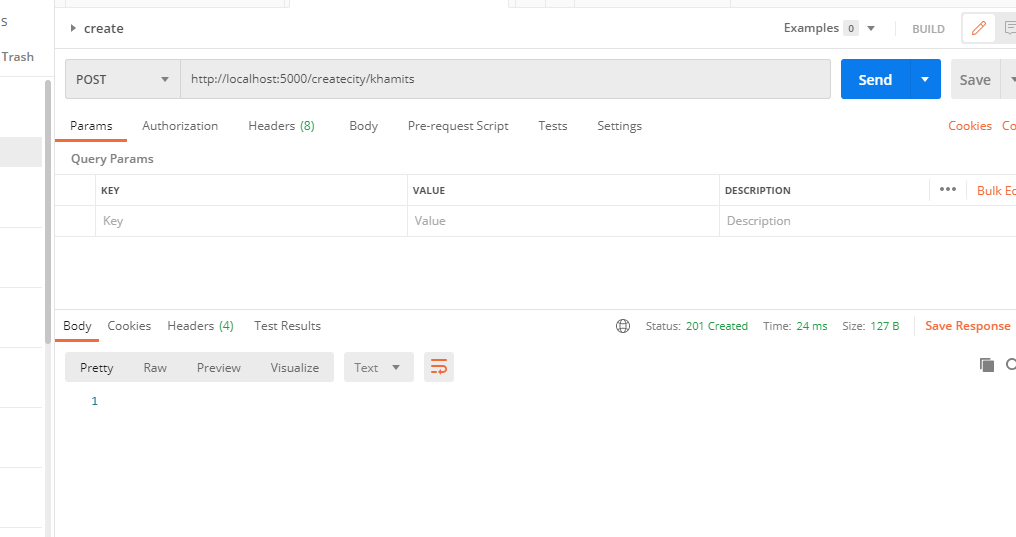 s
create Examples 0 BUILD
Trash
POST http://localhost:5000/createcity/khamits Send Save
Params Authorization Headers (8) Body Pre-request Script Tests Settings Cookies Co
Query Params
KEY VALUE DESCRIPTION ••• Bulk Ed
Key Value Description
Body Cookies Headers (4) Test Results Status: 201 Created Time: 24 ms Size: 127 B Save Response
Pretty Raw Preview Visualize Text
1